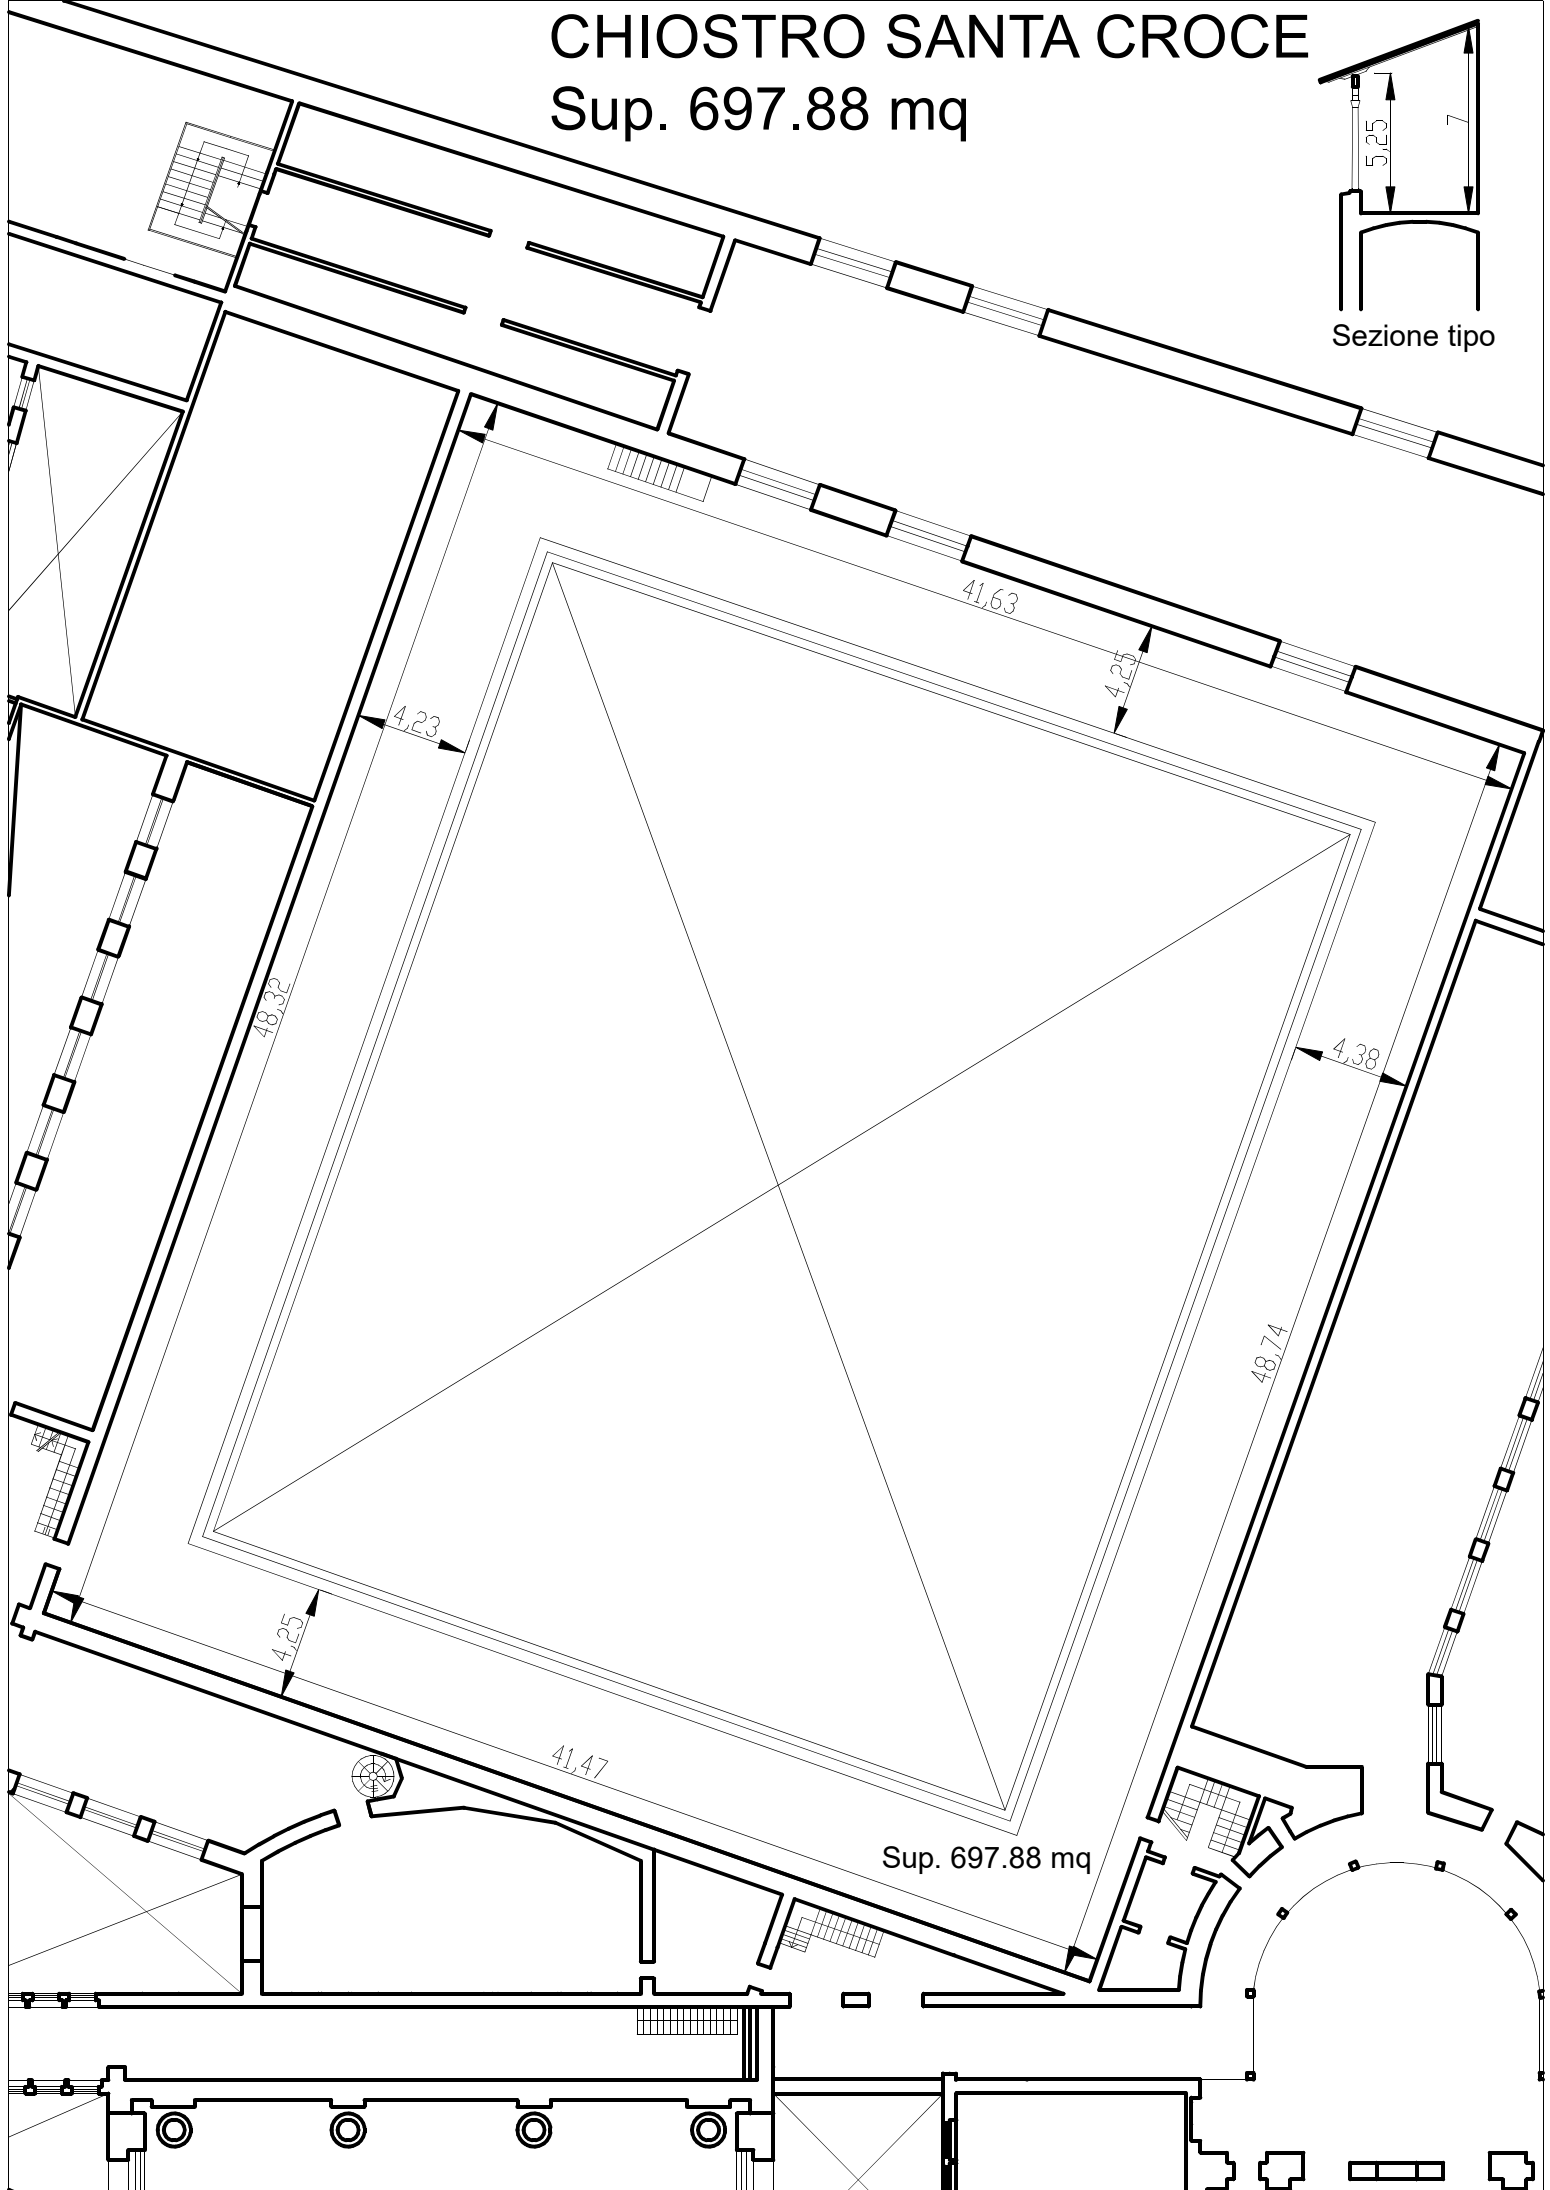 CHIOSTRO SANTA CROCE
Sup. 697.88 mq
5,25
7
Sezione tipo
41,63
4,25
4,23
48,32
4,38
48,74
4,25
41,47
Sup. 697.88 mq